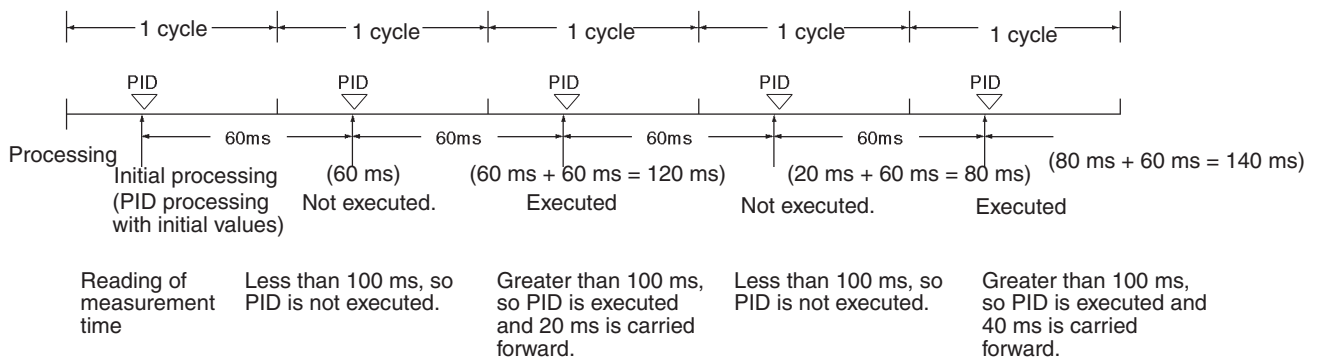 1 cycle 1 cycle 1 cycle 1 cycle 1 cycle
PID PID PID PID PID
60ms 60ms 60ms 60ms
Processing
Initial processing
(PID processing
with initial values)
(60 ms)
Not executed.
(60 ms + 60 ms = 120 ms)
Executed
(20 ms + 60 ms = 80 ms)
Not executed.
(80 ms + 60 ms = 140 ms)
Executed
Reading of
measurement
time
Less than 100 ms, so
PID is not executed.
Greater than 100 ms,
so PID is executed
and 20 ms is carried
forward.
Less than 100 ms, so
PID is not executed.
Greater than 100 ms,
so PID is executed and
40 ms is carried
forward.